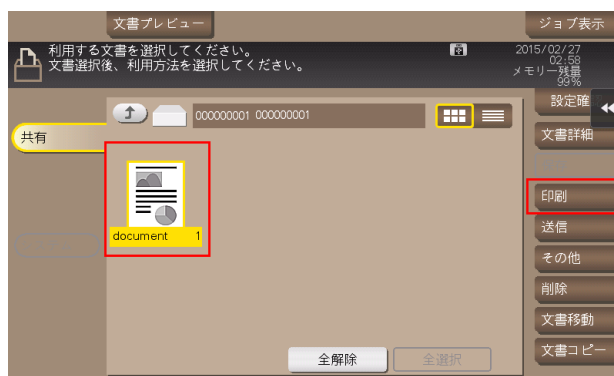 文書プレビュー
ジョブ表示
利用する文書を選択してください。
文書選択後、利用方法を選択してください。
2015/02/27
02:58
メモリー残量
99%
共有
000000001 000000001
設定確
文書詳細
document 1
印刷
送信
その他
削除
文書移動
文書コピー
全解除
全選択